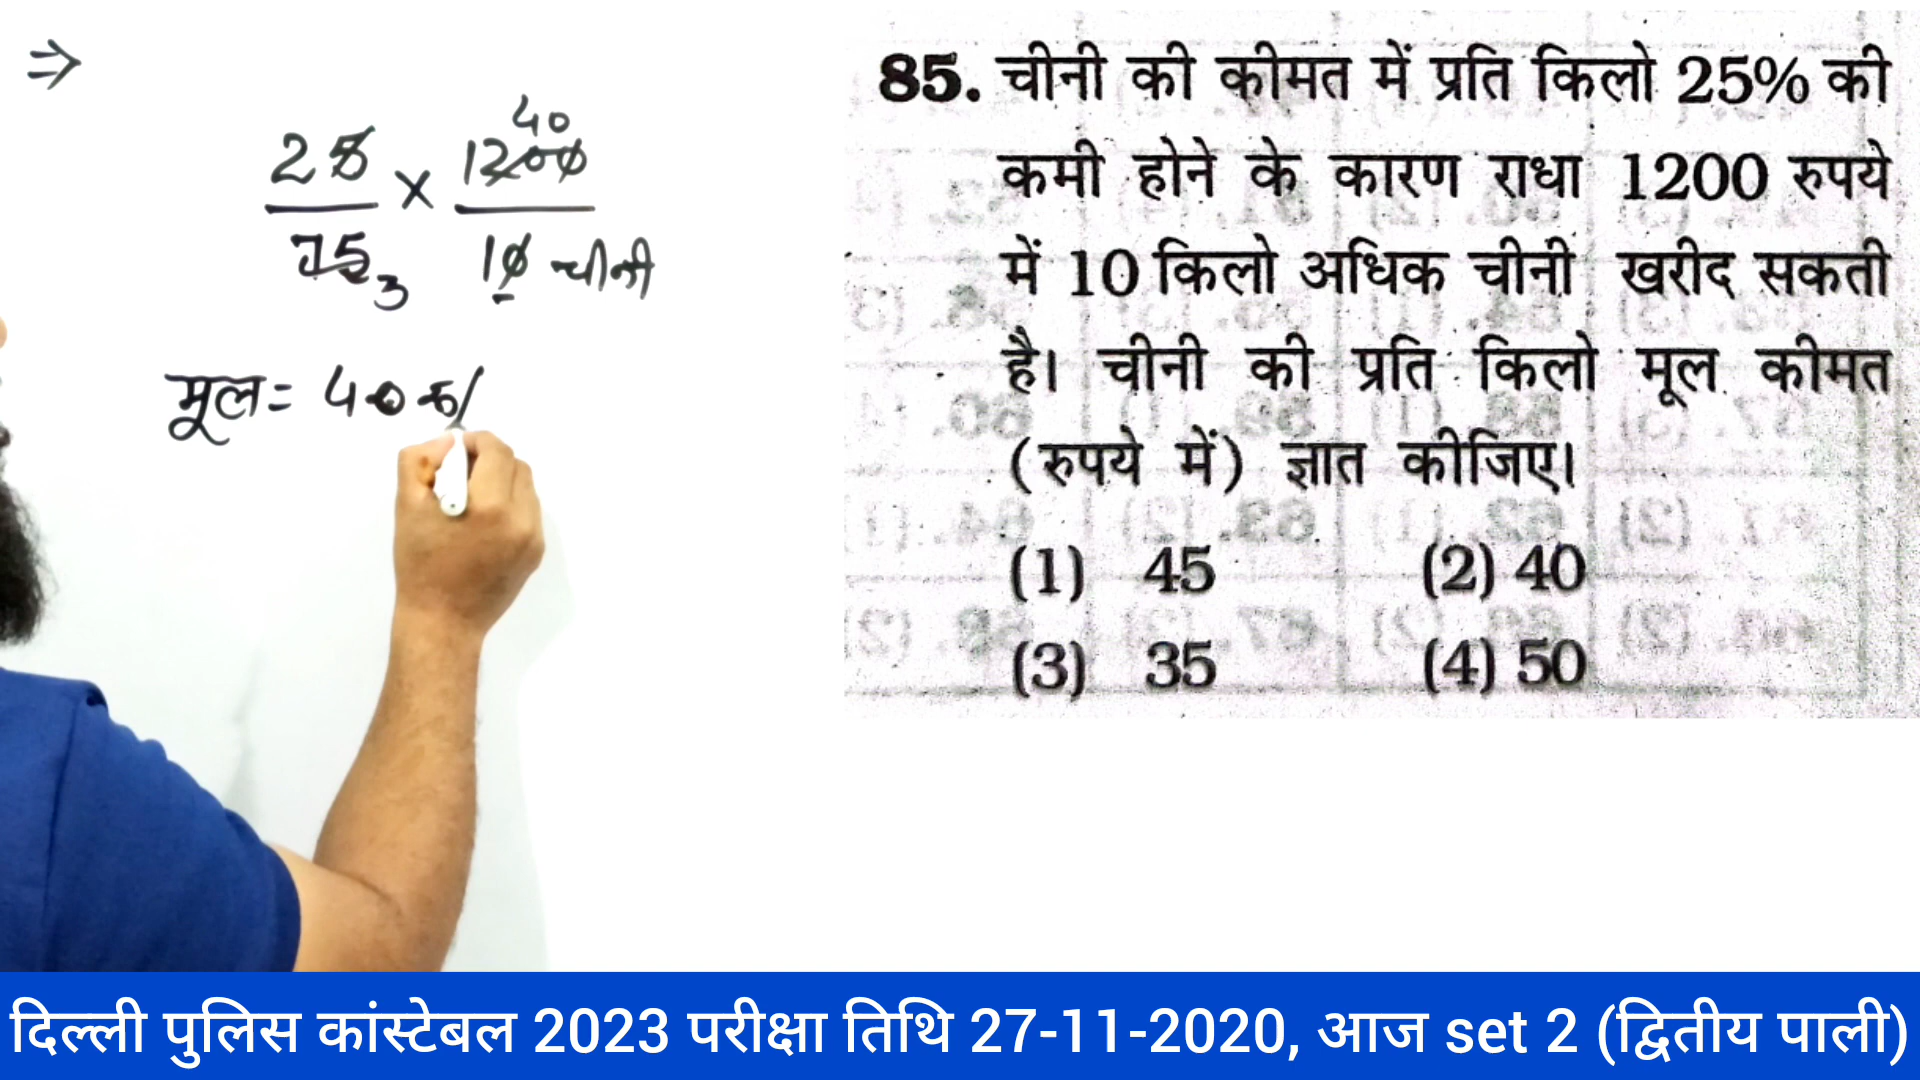 ⇒
40
25 × 1200
75 3 10 चीनी
मूल = 40
85. चीनी की कीमत में प्रति किलो 25% की
कमी होने के कारण राधा 1200 रुपये
में 10 किलो अधिक चीनी खरीद सकती
है। चीनी की प्रति किलो मूल कीमत
(रुपये में) ज्ञात कीजिए।
(1) 45 (2) 40
(3) 35 (4) 50
दिल्ली पुलिस कांस्टेबल 2023 परीक्षा तिथि 27-11-2020, आज set 2 (द्वितीय पाली)